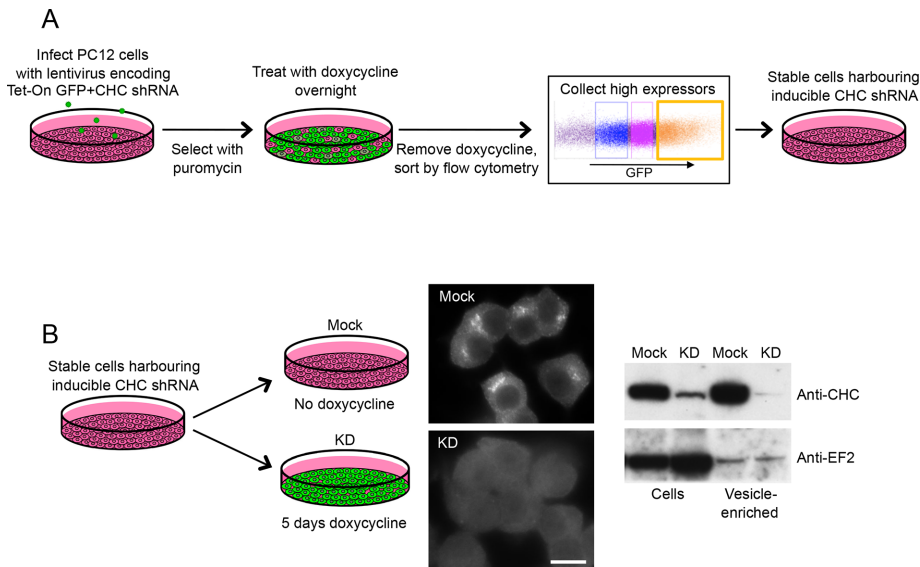 A
Infect PC12 cells
with lentivirus encoding
Tet-On GFP+CHC shRNA
Select with
puromycin
Treat with doxycycline
overnight
Remove doxycycline,
sort by flow cytometry
Collect high expressors
GFP
Stable cells harbouring
inducible CHC shRNA
B
Stable cells harbouring
inducible CHC shRNA
Mock
No doxycycline
KD
5 days doxycycline
Mock
KD
Mock KD Mock KD
Anti-CHC
Anti-EF2
Cells Vesicle-
enriched